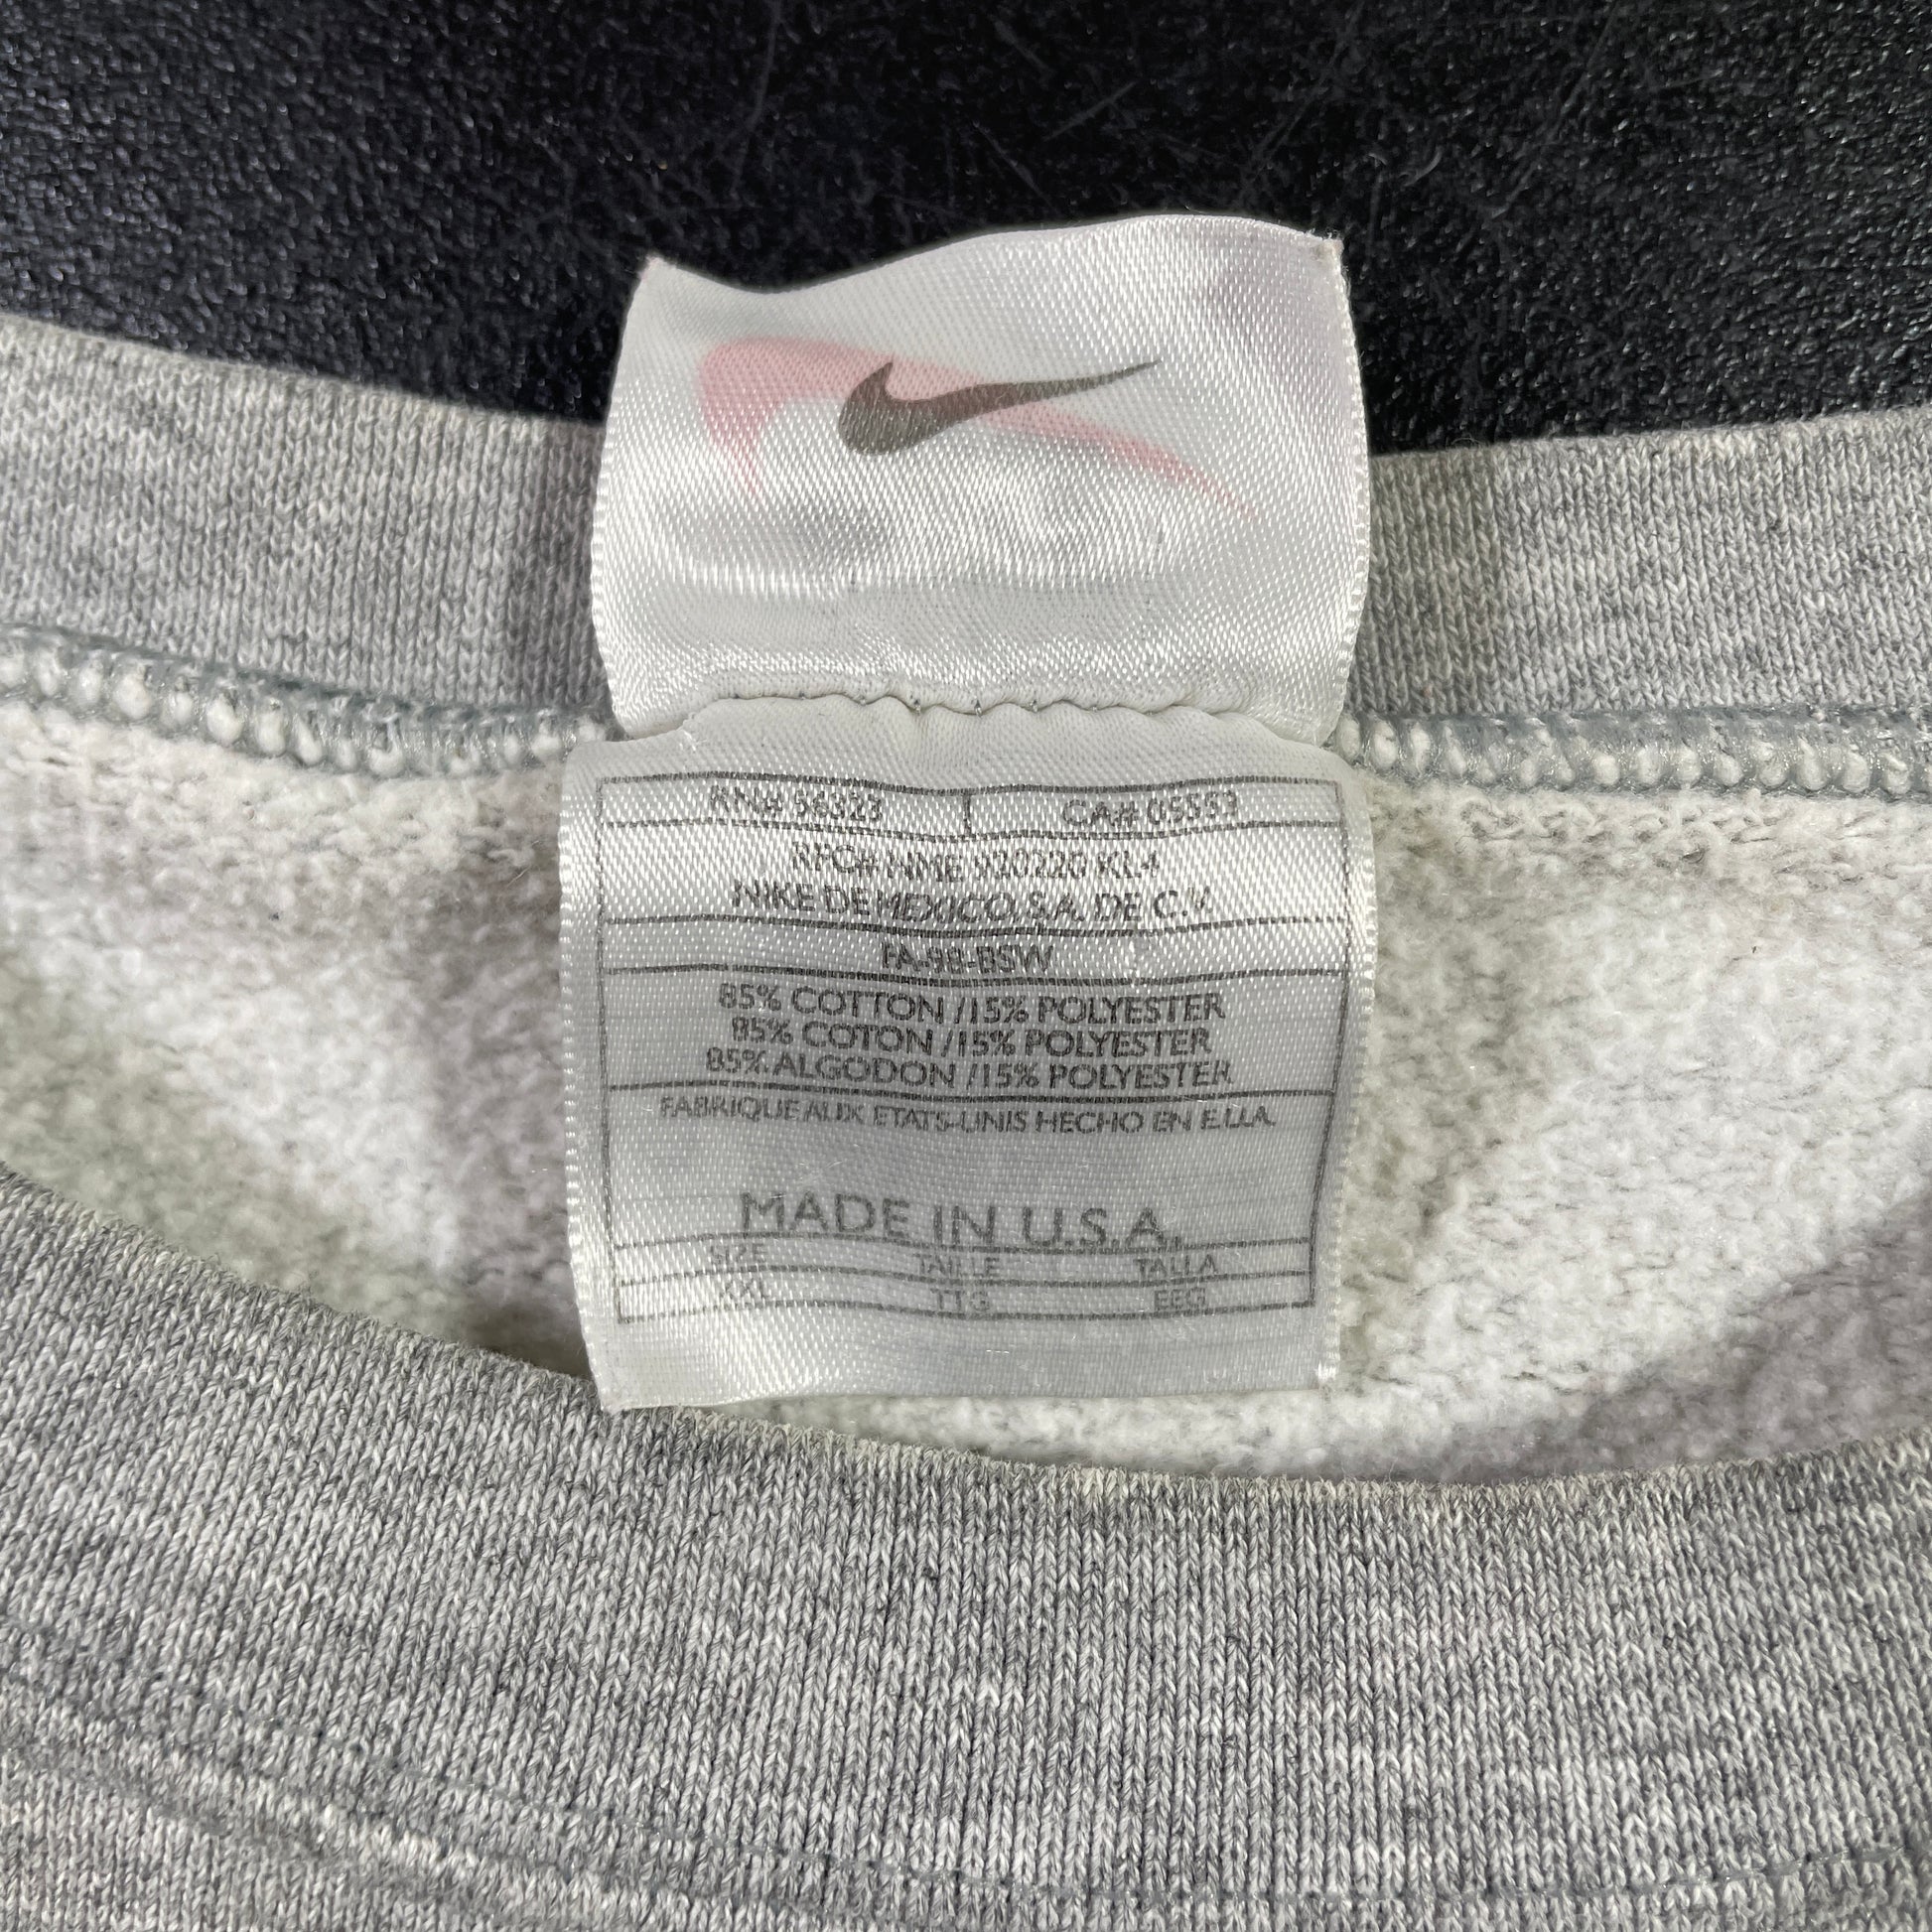 RN# 56323 CA# 05553
RFC# NME 920220 KL4
NIKE DE MEXICO S.A. DE C.V.
FA-98-BSW
85% COTTON / 15% POLYESTER
85% COTON / 15% POLYESTER
85% ALGODON / 15% POLYESTER
FABRIQUE AUX ETATS-UNIS HECHO EN E.U.A.
MADE IN U.S.A.
SIZE TAILLE TALLA
XXL TTG EEG